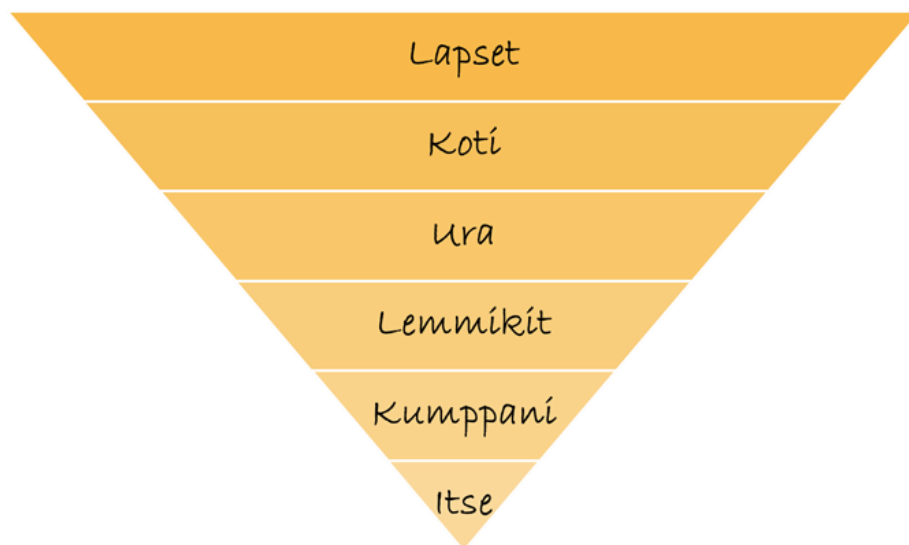 Lapset
Koti
Ura
Lemmikit
Kumppani
Itse